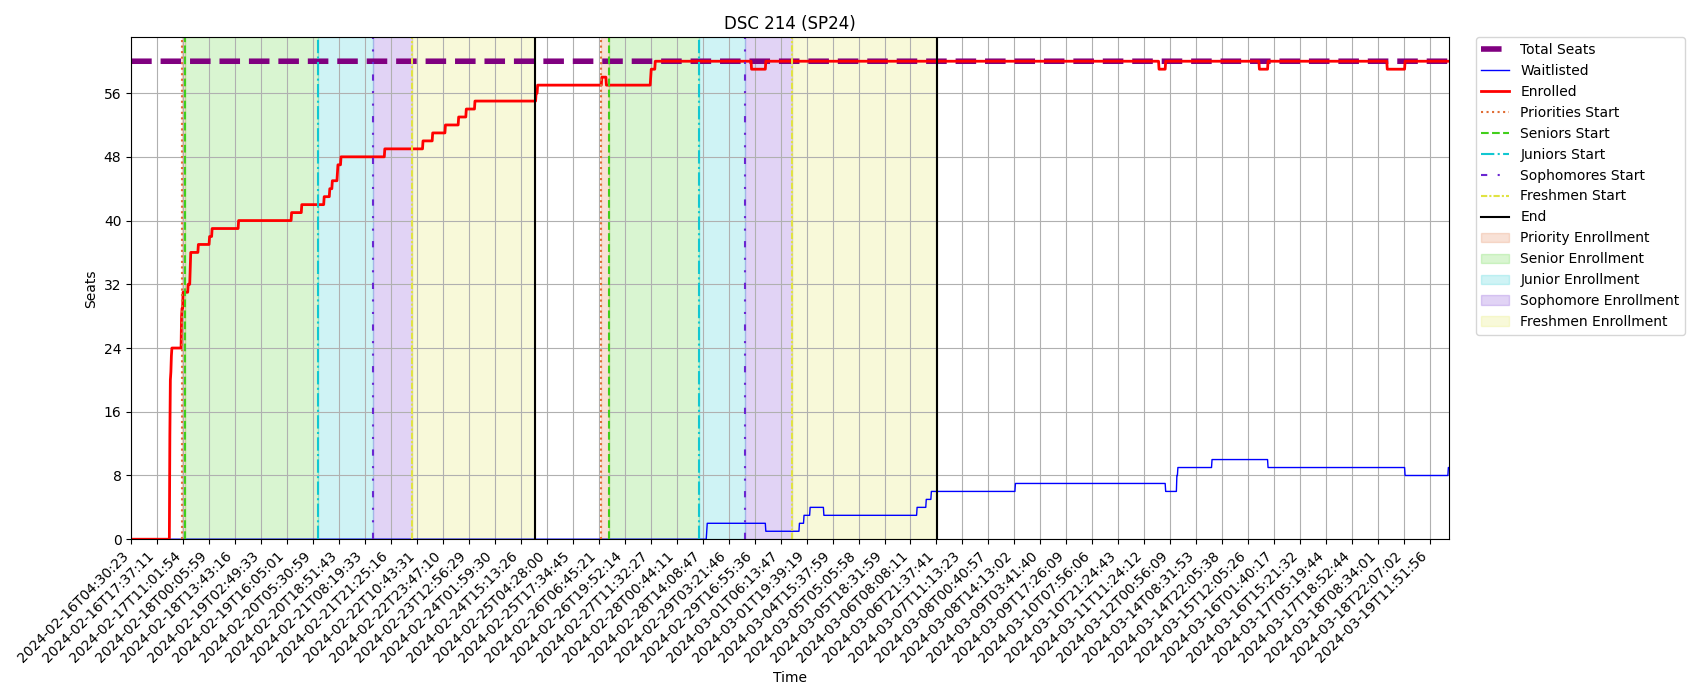 DSC 214 (SP24)
Total Seats
Waitlisted
Enrolled
Priorities Start
Seniors Start
Juniors Start
Sophomores Start
Freshmen Start
End
Priority Enrollment
Senior Enrollment
Junior Enrollment
Sophomore Enrollment
Freshmen Enrollment
Seats
56
48
40
32
24
16
8
0
2024-02-16T04:30:23
2024-02-16T17:37:11
2024-02-17T11:01:54
2024-02-18T00:05:59
2024-02-18T13:43:16
2024-02-19T02:49:33
2024-02-19T16:05:01
2024-02-20T05:30:59
2024-02-20T18:51:43
2024-02-21T08:19:33
2024-02-21T21:25:16
2024-02-22T10:43:31
2024-02-22T23:47:10
2024-02-23T12:56:29
2024-02-24T01:59:30
2024-02-24T15:13:26
2024-02-25T04:28:00
2024-02-25T17:34:45
2024-02-26T06:45:21
2024-02-26T19:52:14
2024-02-27T11:32:27
2024-02-28T00:44:11
2024-02-28T14:08:47
2024-02-29T03:21:46
2024-02-29T16:55:36
2024-03-01T06:13:47
2024-03-01T19:39:19
2024-03-04T15:37:59
2024-03-05T05:05:58
2024-03-05T18:31:59
2024-03-06T08:08:11
2024-03-06T21:37:41
2024-03-07T11:13:23
2024-03-08T00:40:57
2024-03-08T14:13:02
2024-03-09T03:41:40
2024-03-09T17:26:09
2024-03-10T07:56:06
2024-03-10T21:24:43
2024-03-11T11:24:12
2024-03-12T00:56:09
2024-03-14T08:31:53
2024-03-14T22:05:38
2024-03-15T12:05:26
2024-03-16T01:40:17
2024-03-16T15:21:32
2024-03-17T05:19:44
2024-03-17T18:52:44
2024-03-18T08:34:01
2024-03-18T22:07:02
2024-03-19T11:51:56
Time